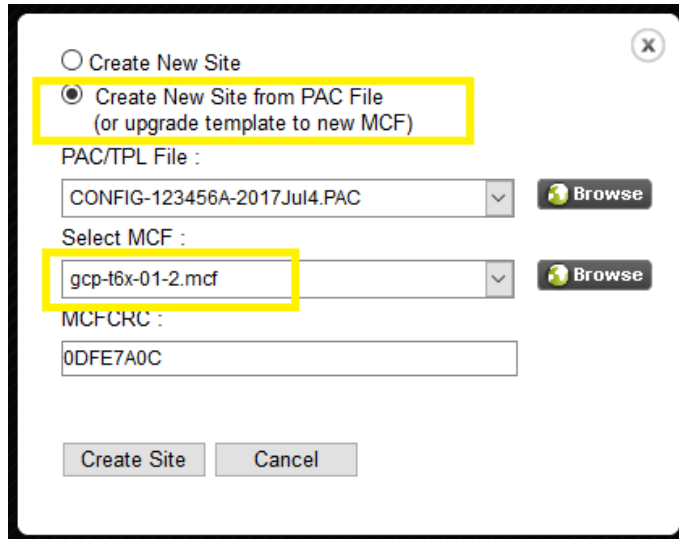 x
Create New Site
Create New Site from PAC File
(or upgrade template to new MCF)
PAC/TPL File :
CONFIG-123456A-2017Jul4.PAC
Browse
Select MCF :
gcp-t6x-01-2.mcf
Browse
MCFCRC :
0DFE7A0C
Create Site
Cancel